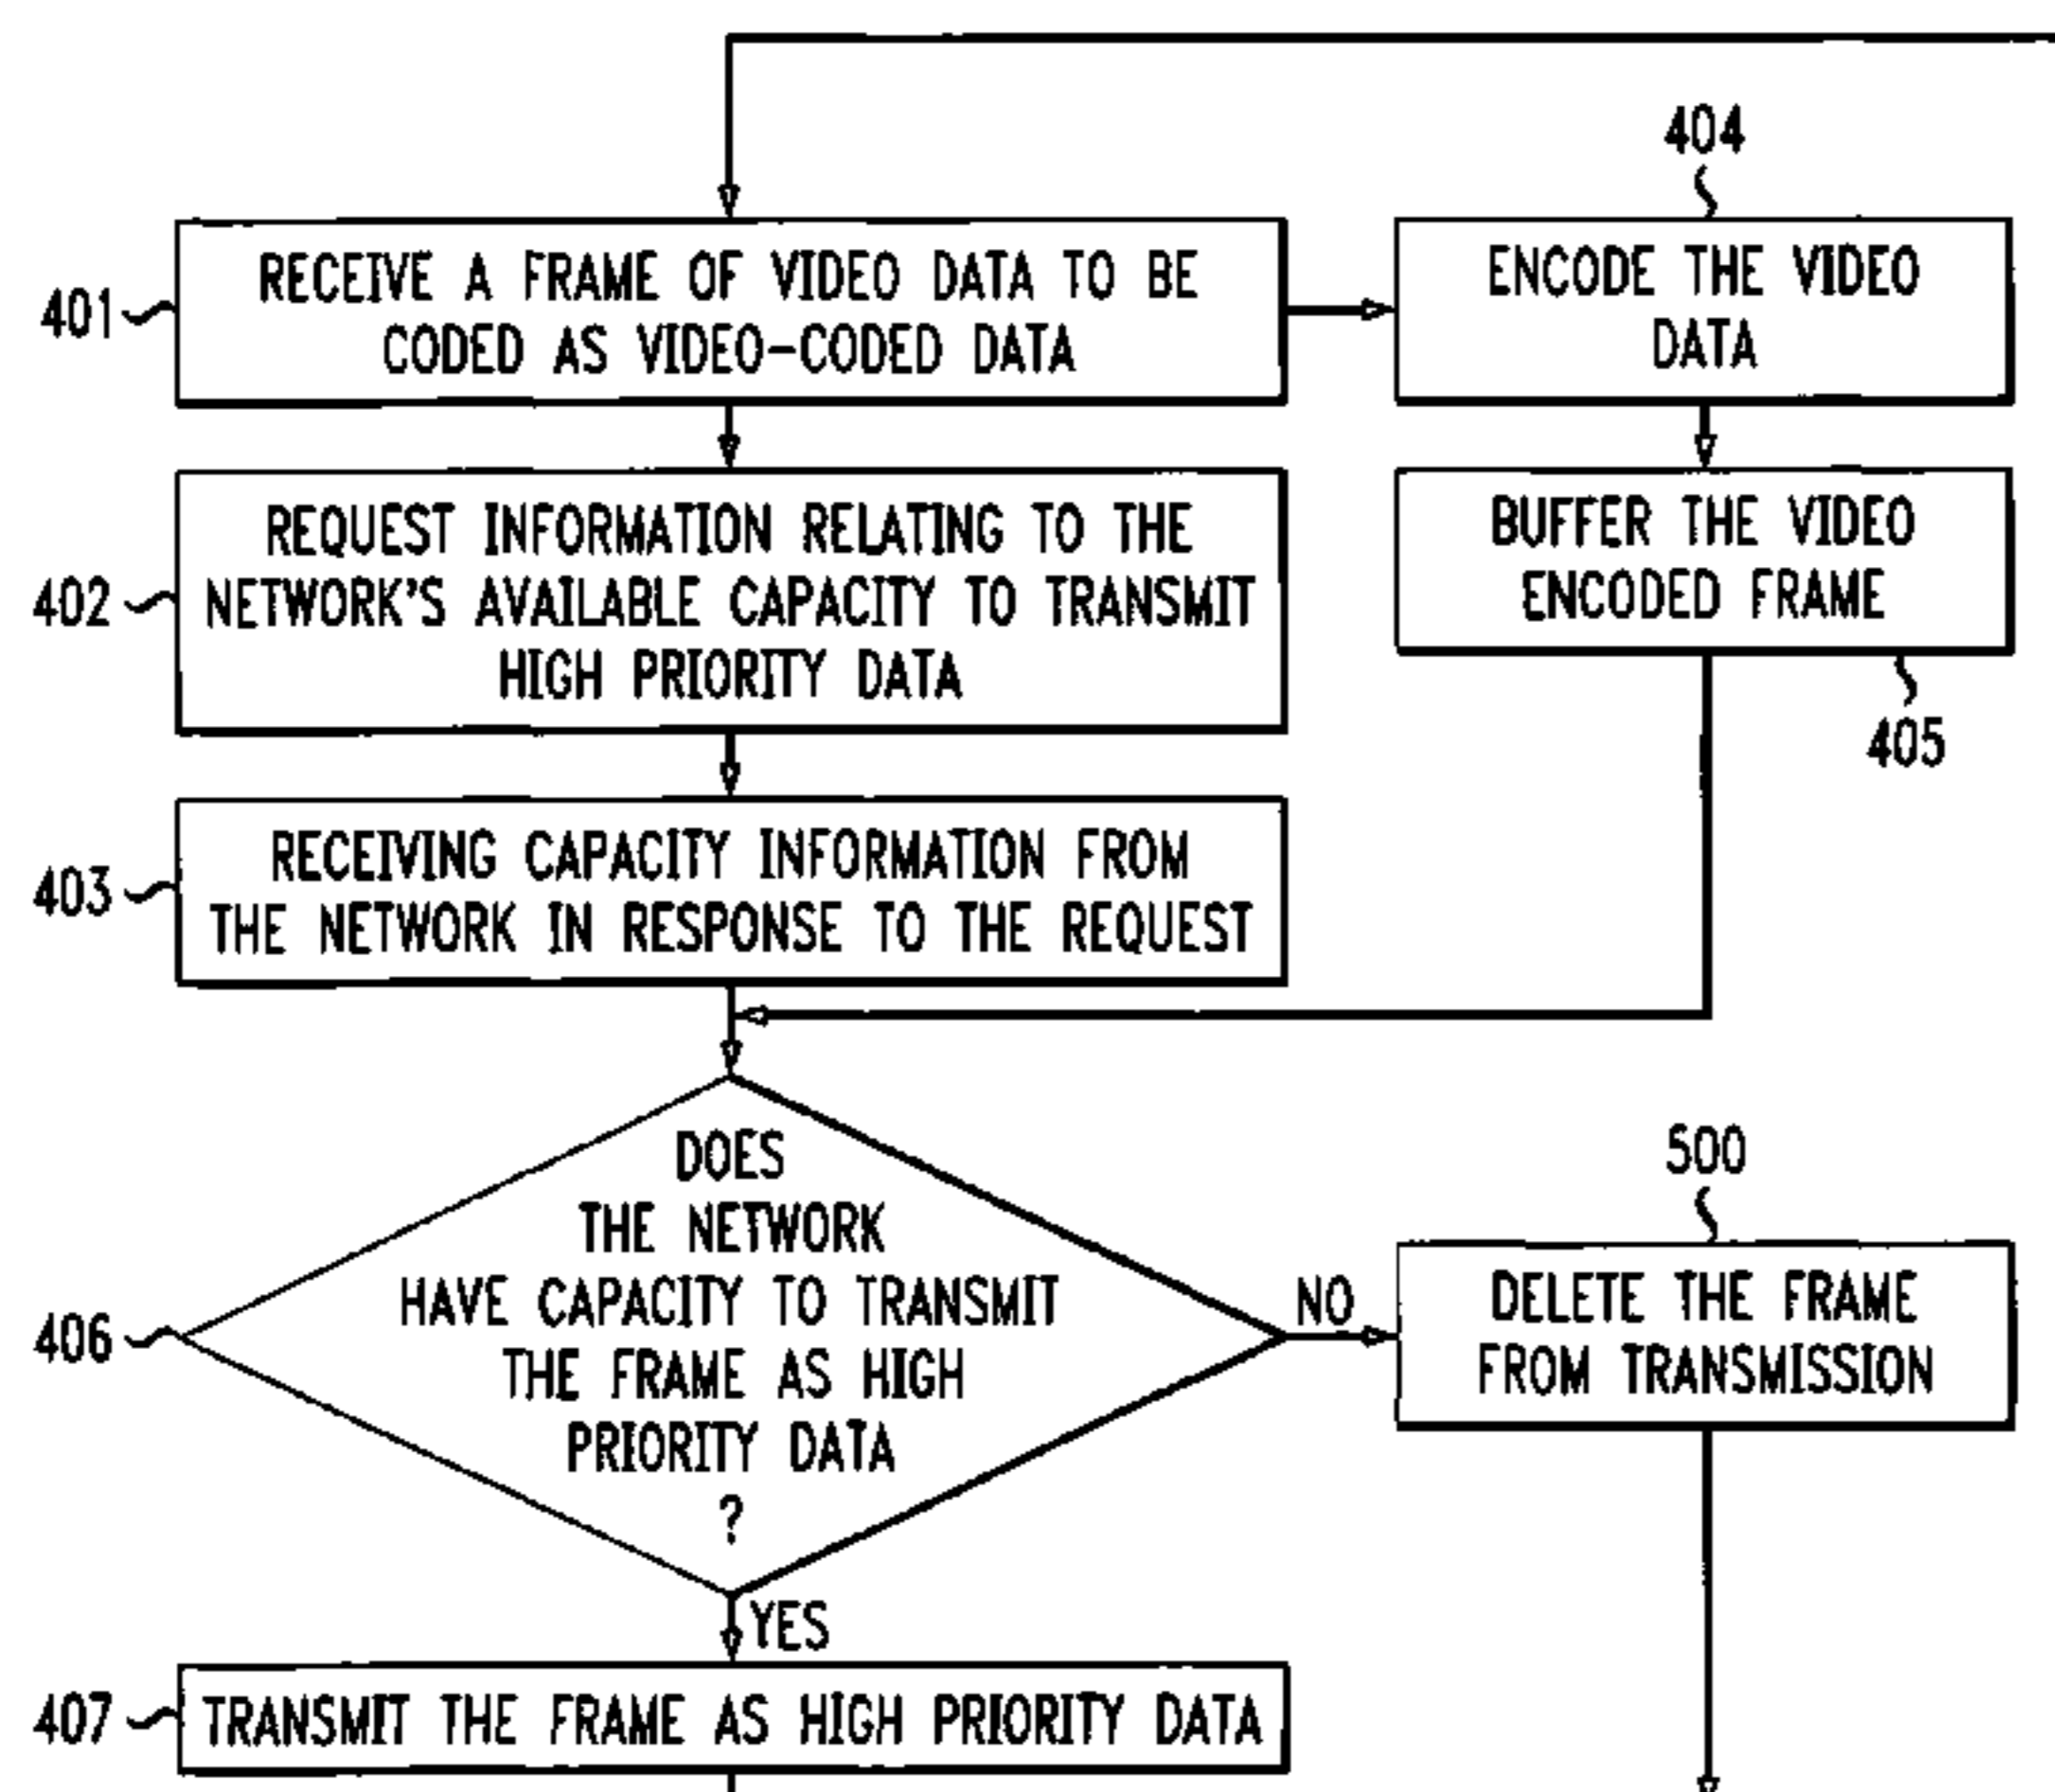 404
401
RECEIVE A FRAME OF VIDEO DATA TO BE
CODED AS VIDEO-CODED DATA
ENCODE THE VIDEO
DATA
402
REQUEST INFORMATION RELATING TO THE
NETWORK'S AVAILABLE CAPACITY TO TRANSMIT
HIGH PRIORITY DATA
BUFFER THE VIDEO
ENCODED FRAME
405
403
RECEIVING CAPACITY INFORMATION FROM
THE NETWORK IN RESPONSE TO THE REQUEST
406
DOES
THE NETWORK
HAVE CAPACITY TO TRANSMIT
THE FRAME AS HIGH
PRIORITY DATA
?
NO
500
DELETE THE FRAME
FROM TRANSMISSION
YES
407
TRANSMIT THE FRAME AS HIGH PRIORITY DATA